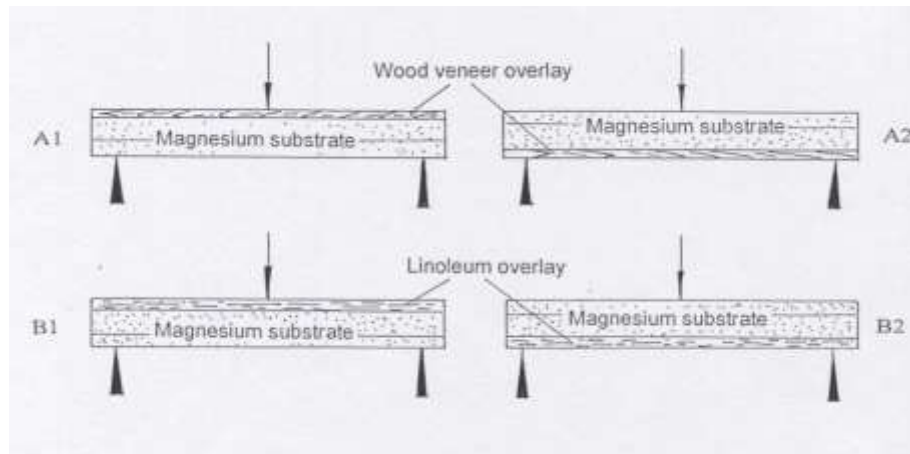 Wood veneer overlay
A1
Magnesium substrate
Magnesium substrate
A2
Linoleum overlay
B1
Magnesium substrate
Magnesium substrate
B2